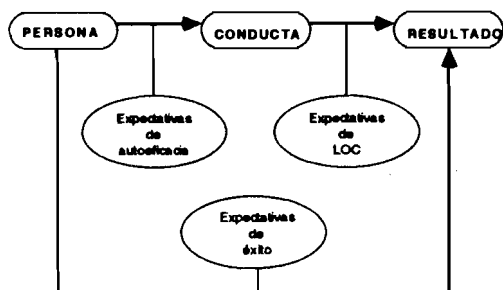 PERSONA
CONDUCTA
RESULTADO
Expectativas
de
autoeficacia
Expectativas
de
LOC
Expectativas
de
éxito